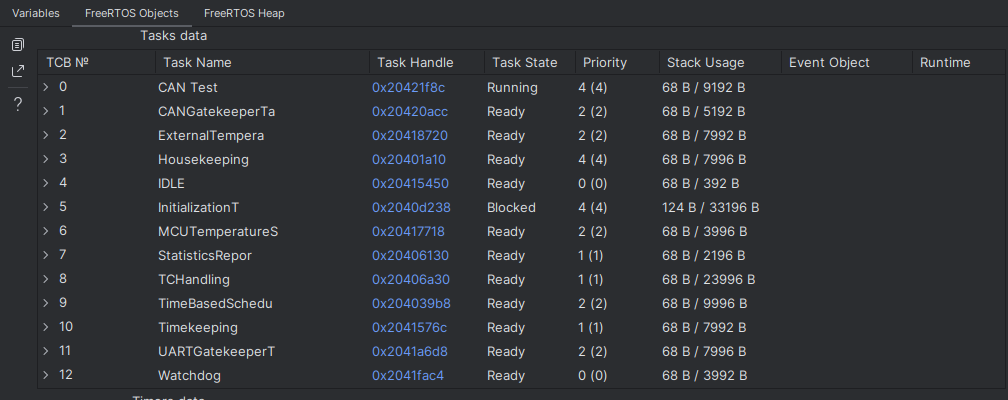 Variables FreeRTOS Objects FreeRTOS Heap
Tasks data
TCB № Task Name Task Handle Task State Priority Stack Usage Event Object Runtime
0 CAN Test 0x20421f8c Running 4 (4) 68 B / 9192 B
1 CANGatekeeperTa 0x20420acc Ready 2 (2) 68 B / 5192 B
2 ExternalTempera 0x20418720 Ready 2 (2) 68 B / 7992 B
3 Housekeeping 0x20401a10 Ready 4 (4) 68 B / 7996 B
4 IDLE 0x20415450 Ready 0 (0) 68 B / 392 B
5 InitializationT 0x2040d238 Blocked 4 (4) 124 B / 33196 B
6 MCUTemperatureS 0x20417718 Ready 2 (2) 68 B / 3996 B
7 StatisticsRepor 0x20406130 Ready 1 (1) 68 B / 2196 B
8 TCHandling 0x20406a30 Ready 1 (1) 68 B / 23996 B
9 TimeBasedSchedu 0x204039b8 Ready 2 (2) 68 B / 9996 B
10 Timekeeping 0x2041576c Ready 1 (1) 68 B / 7992 B
11 UARTGatekeeperT 0x2041a6d8 Ready 2 (2) 68 B / 7996 B
12 Watchdog 0x2041fac4 Ready 0 (0) 68 B / 3992 B
Timers data